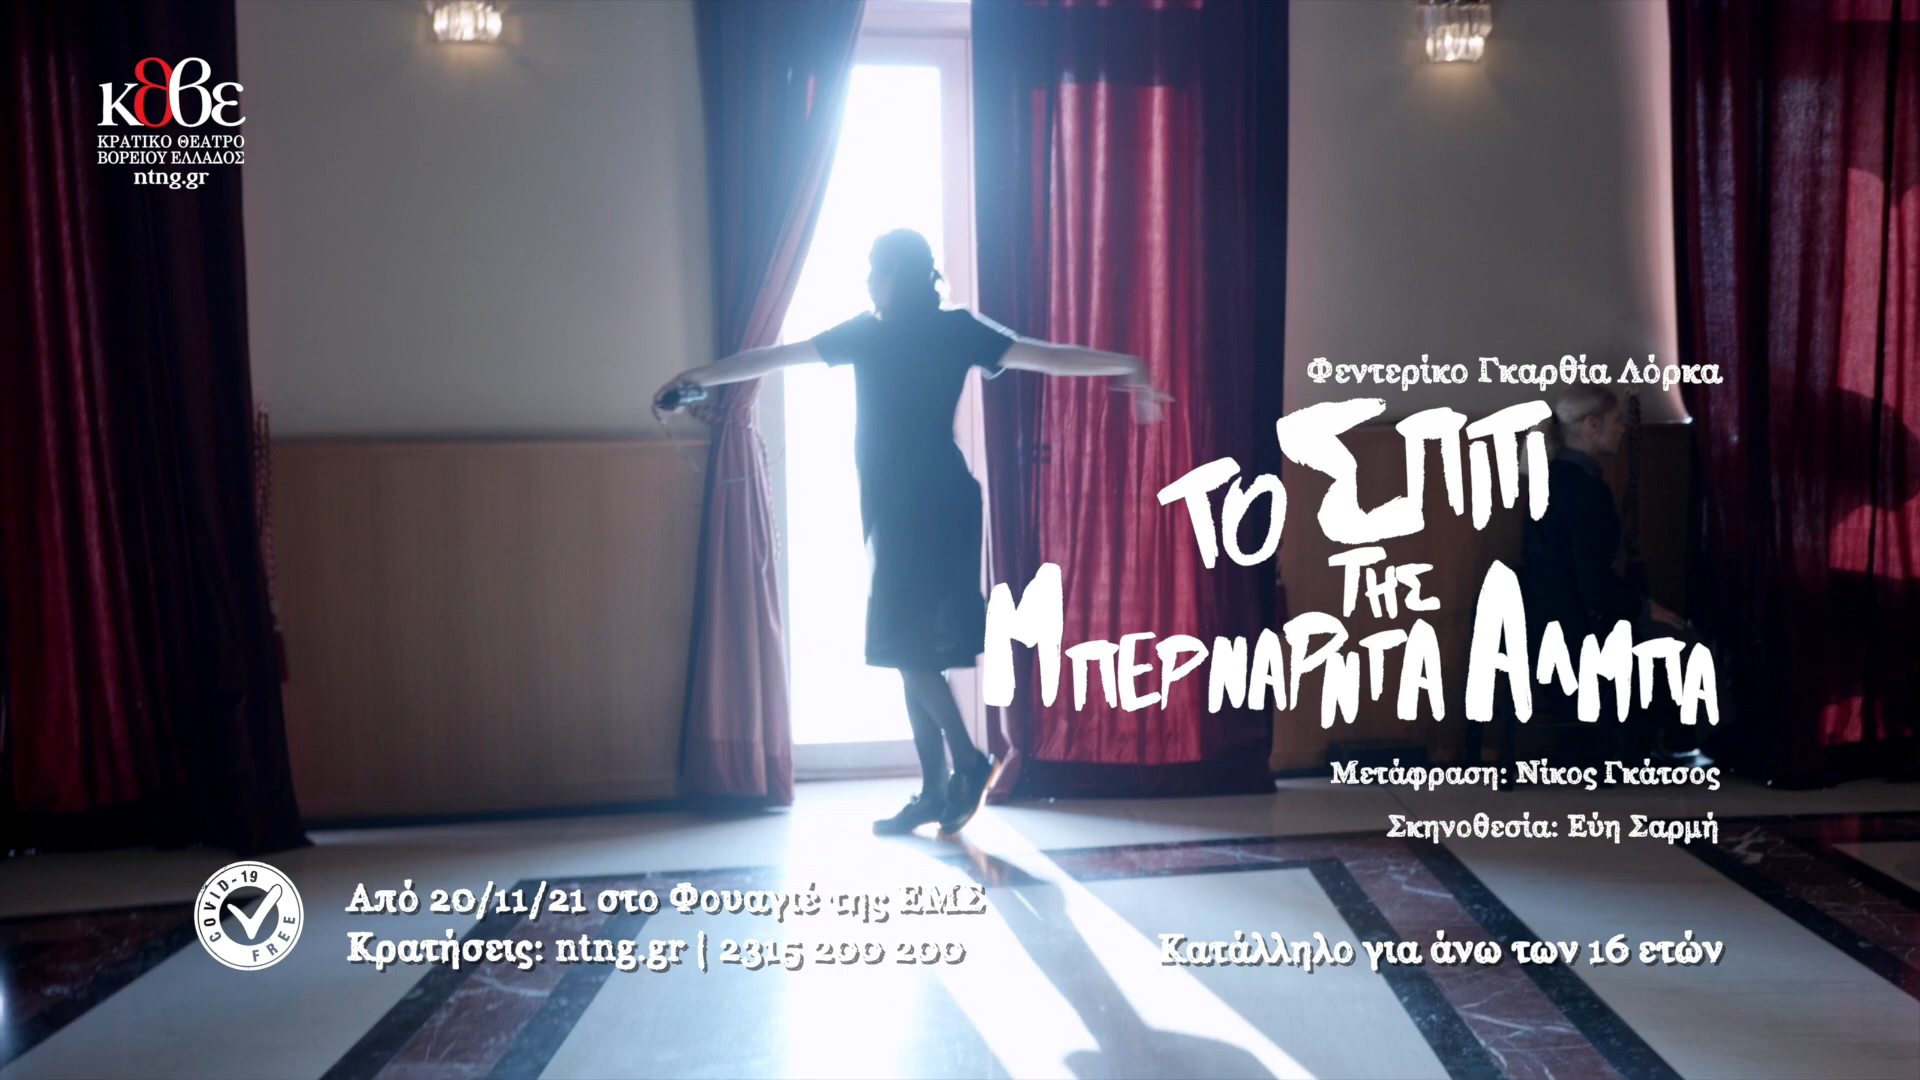 κθβε
ΚΡΑΤΙΚΟ ΘΕΑΤΡΟ
ΒΟΡΕΙΟΥ ΕΛΛΑΔΟΣ
ntng.gr
Φεντερίκο Γκαρθία Λόρκα
ΤΟ ΣΠΙΤΙ
ΤΗΣ
ΜΠΕΡΝΑΡΝΤΑ ΑΛΜΠΑ
Μετάφραση: Νίκος Γκάτσος
Σκηνοθεσία: Εύη Σαρμή
COVID-19
FREE
Από 20/11/21 στο Φουαγιέ της ΕΜΣ
Κρατήσεις: ntng.gr | 2315 200 200
Κατάλληλο για άνω των 16 ετών